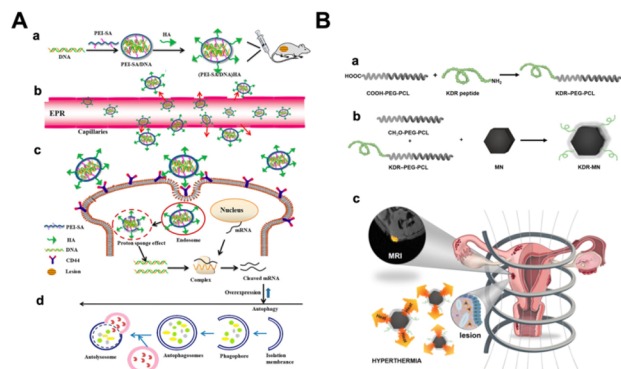 A
a
PEI-SA
HA
DNA
PEI-SA/DNA
(PEI-SA/DNA)HA
b
EPR
Capiliaries
c
PEI-SA
HA
DNA
CD44
Lesion
Proton sponge effect
Endosome
Nucleus
mRNA
Complex
Cleaved mRNA
Overexpression
Autophagy
d
Autolysosome
Autophagosomes
Phagophore
Isolation
membrance
B
a
HOOC
COOH-PEG-PCL
+
NH2
KDR peptide
KDR-PEG-PCL
b
CH3O-PEG-PCL
+
KDR-PEG-PCL
+
MN
KDR-MN
c
MRI
lesion
HYPERTHERMIA